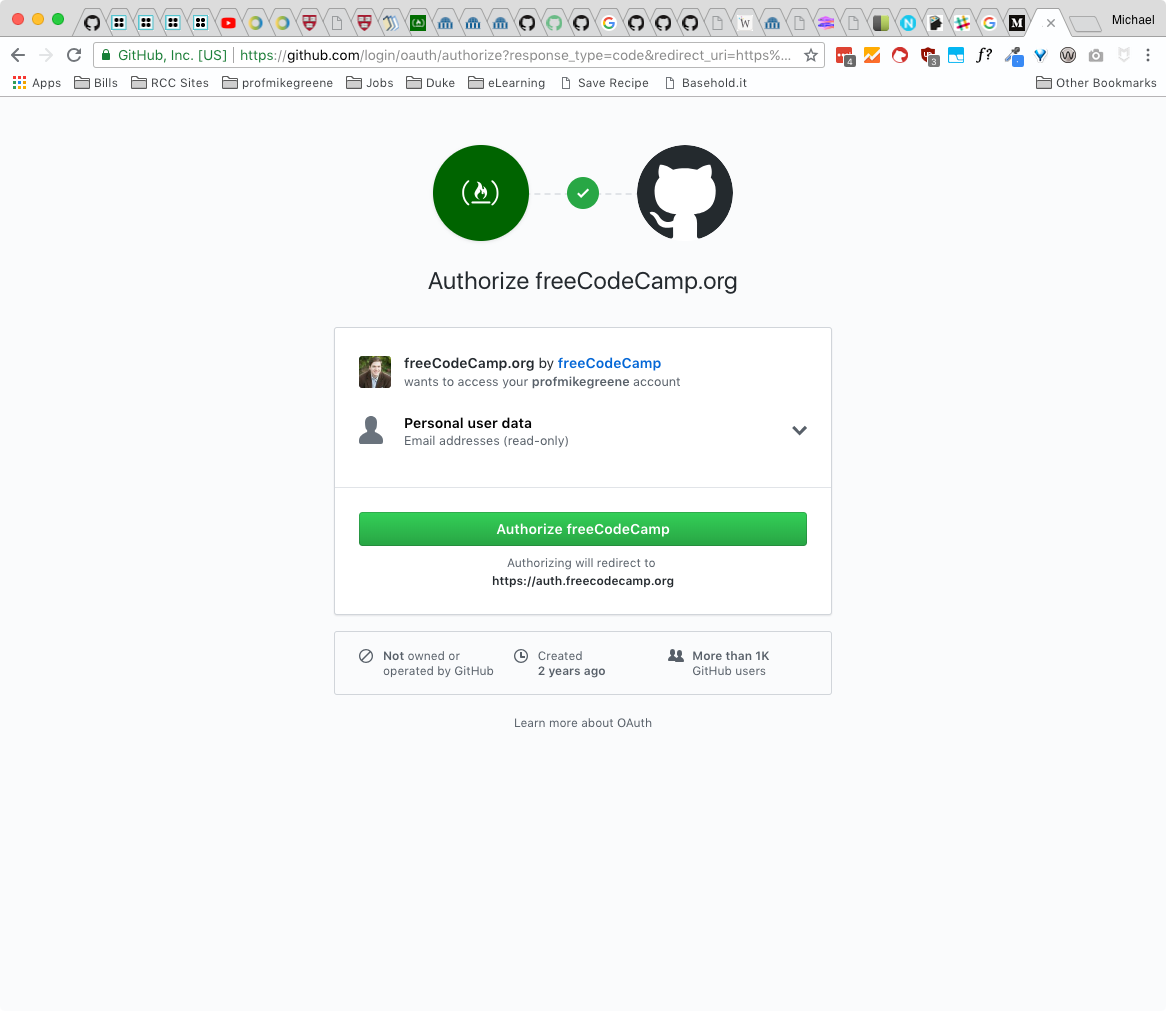 Michael
GitHub, Inc. [US] https://github.com/login/oauth/authorize?response_type=code&redirect_uri=https%...
4
3
f?
Apps Bills RCC Sites profmikegreene Jobs Duke eLearning Save Recipe Basehold.it Other Bookmarks
Authorize freeCodeCamp.org
freeCodeCamp.org by freeCodeCamp
wants to access your profmikegreene account
Personal user data
Email addresses (read-only)
Authorize freeCodeCamp
Authorizing will redirect to
https://auth.freecodecamp.org
Not owned or
operated by GitHub
Created
2 years ago
More than 1K
GitHub users
Learn more about OAuth